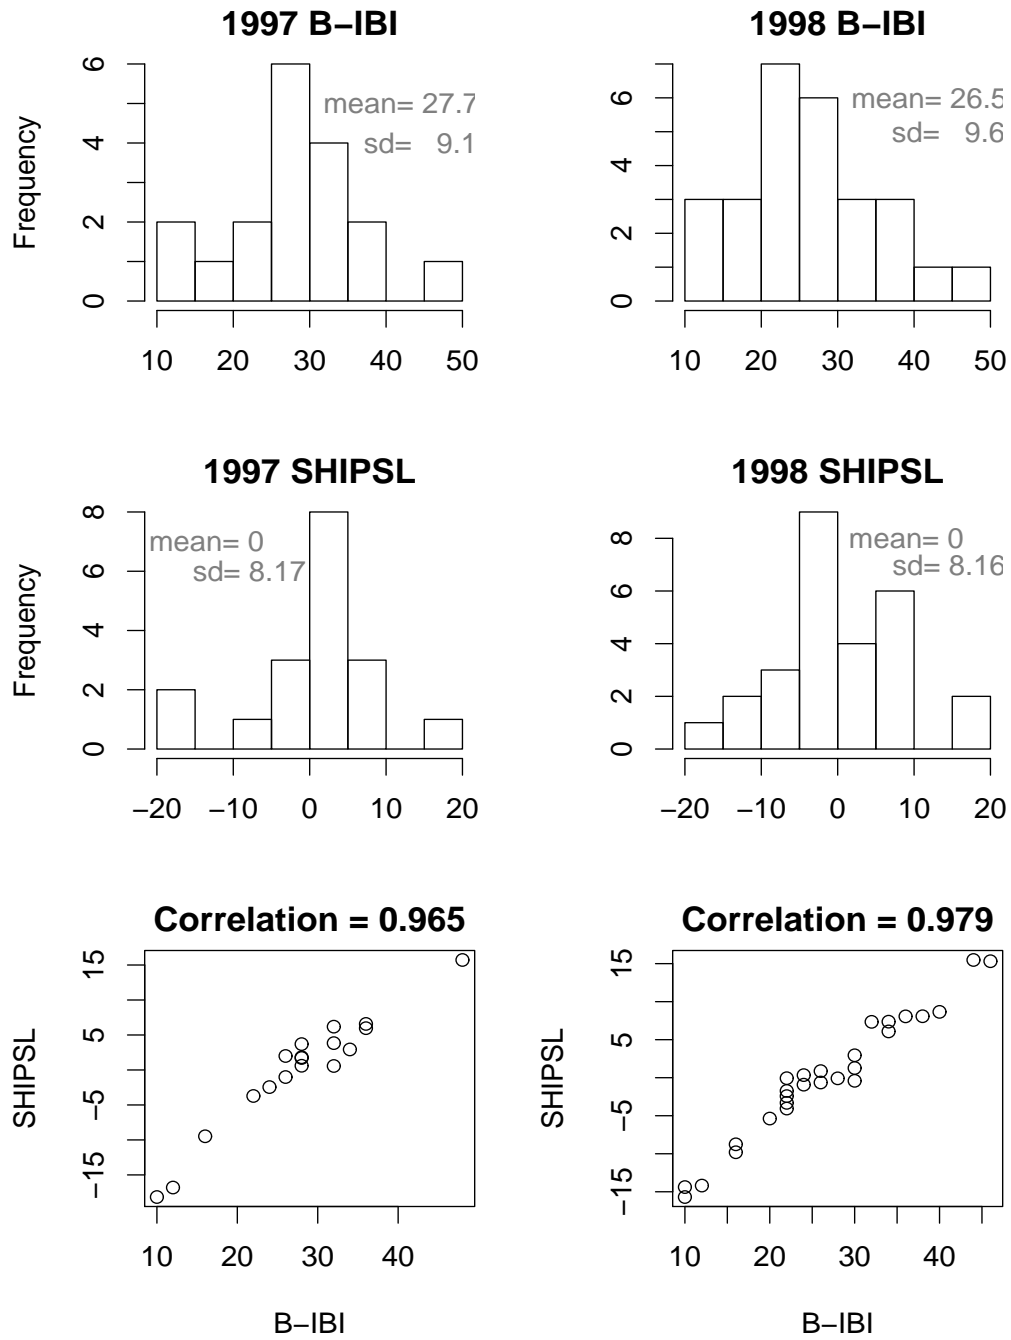 1997 B−IBI
Frequency
0 2 4 6
mean= 27.7
sd= 9.1
10 20 30 40 50
1998 B−IBI
0 2 4 6
mean= 26.5
sd= 9.6
10 20 30 40 50
1997 SHIPSL
Frequency
0 2 4 6 8
mean= 0
sd= 8.17
−20 −10 0 10 20
1998 SHIPSL
0 2 4 6 8
mean= 0
sd= 8.16
−20 −10 0 10 20
Correlation = 0.965
SHIPSL
−15 −5 5 15
10 20 30 40
B−IBI
Correlation = 0.979
SHIPSL
−15 −5 5 15
10 20 30 40
B−IBI